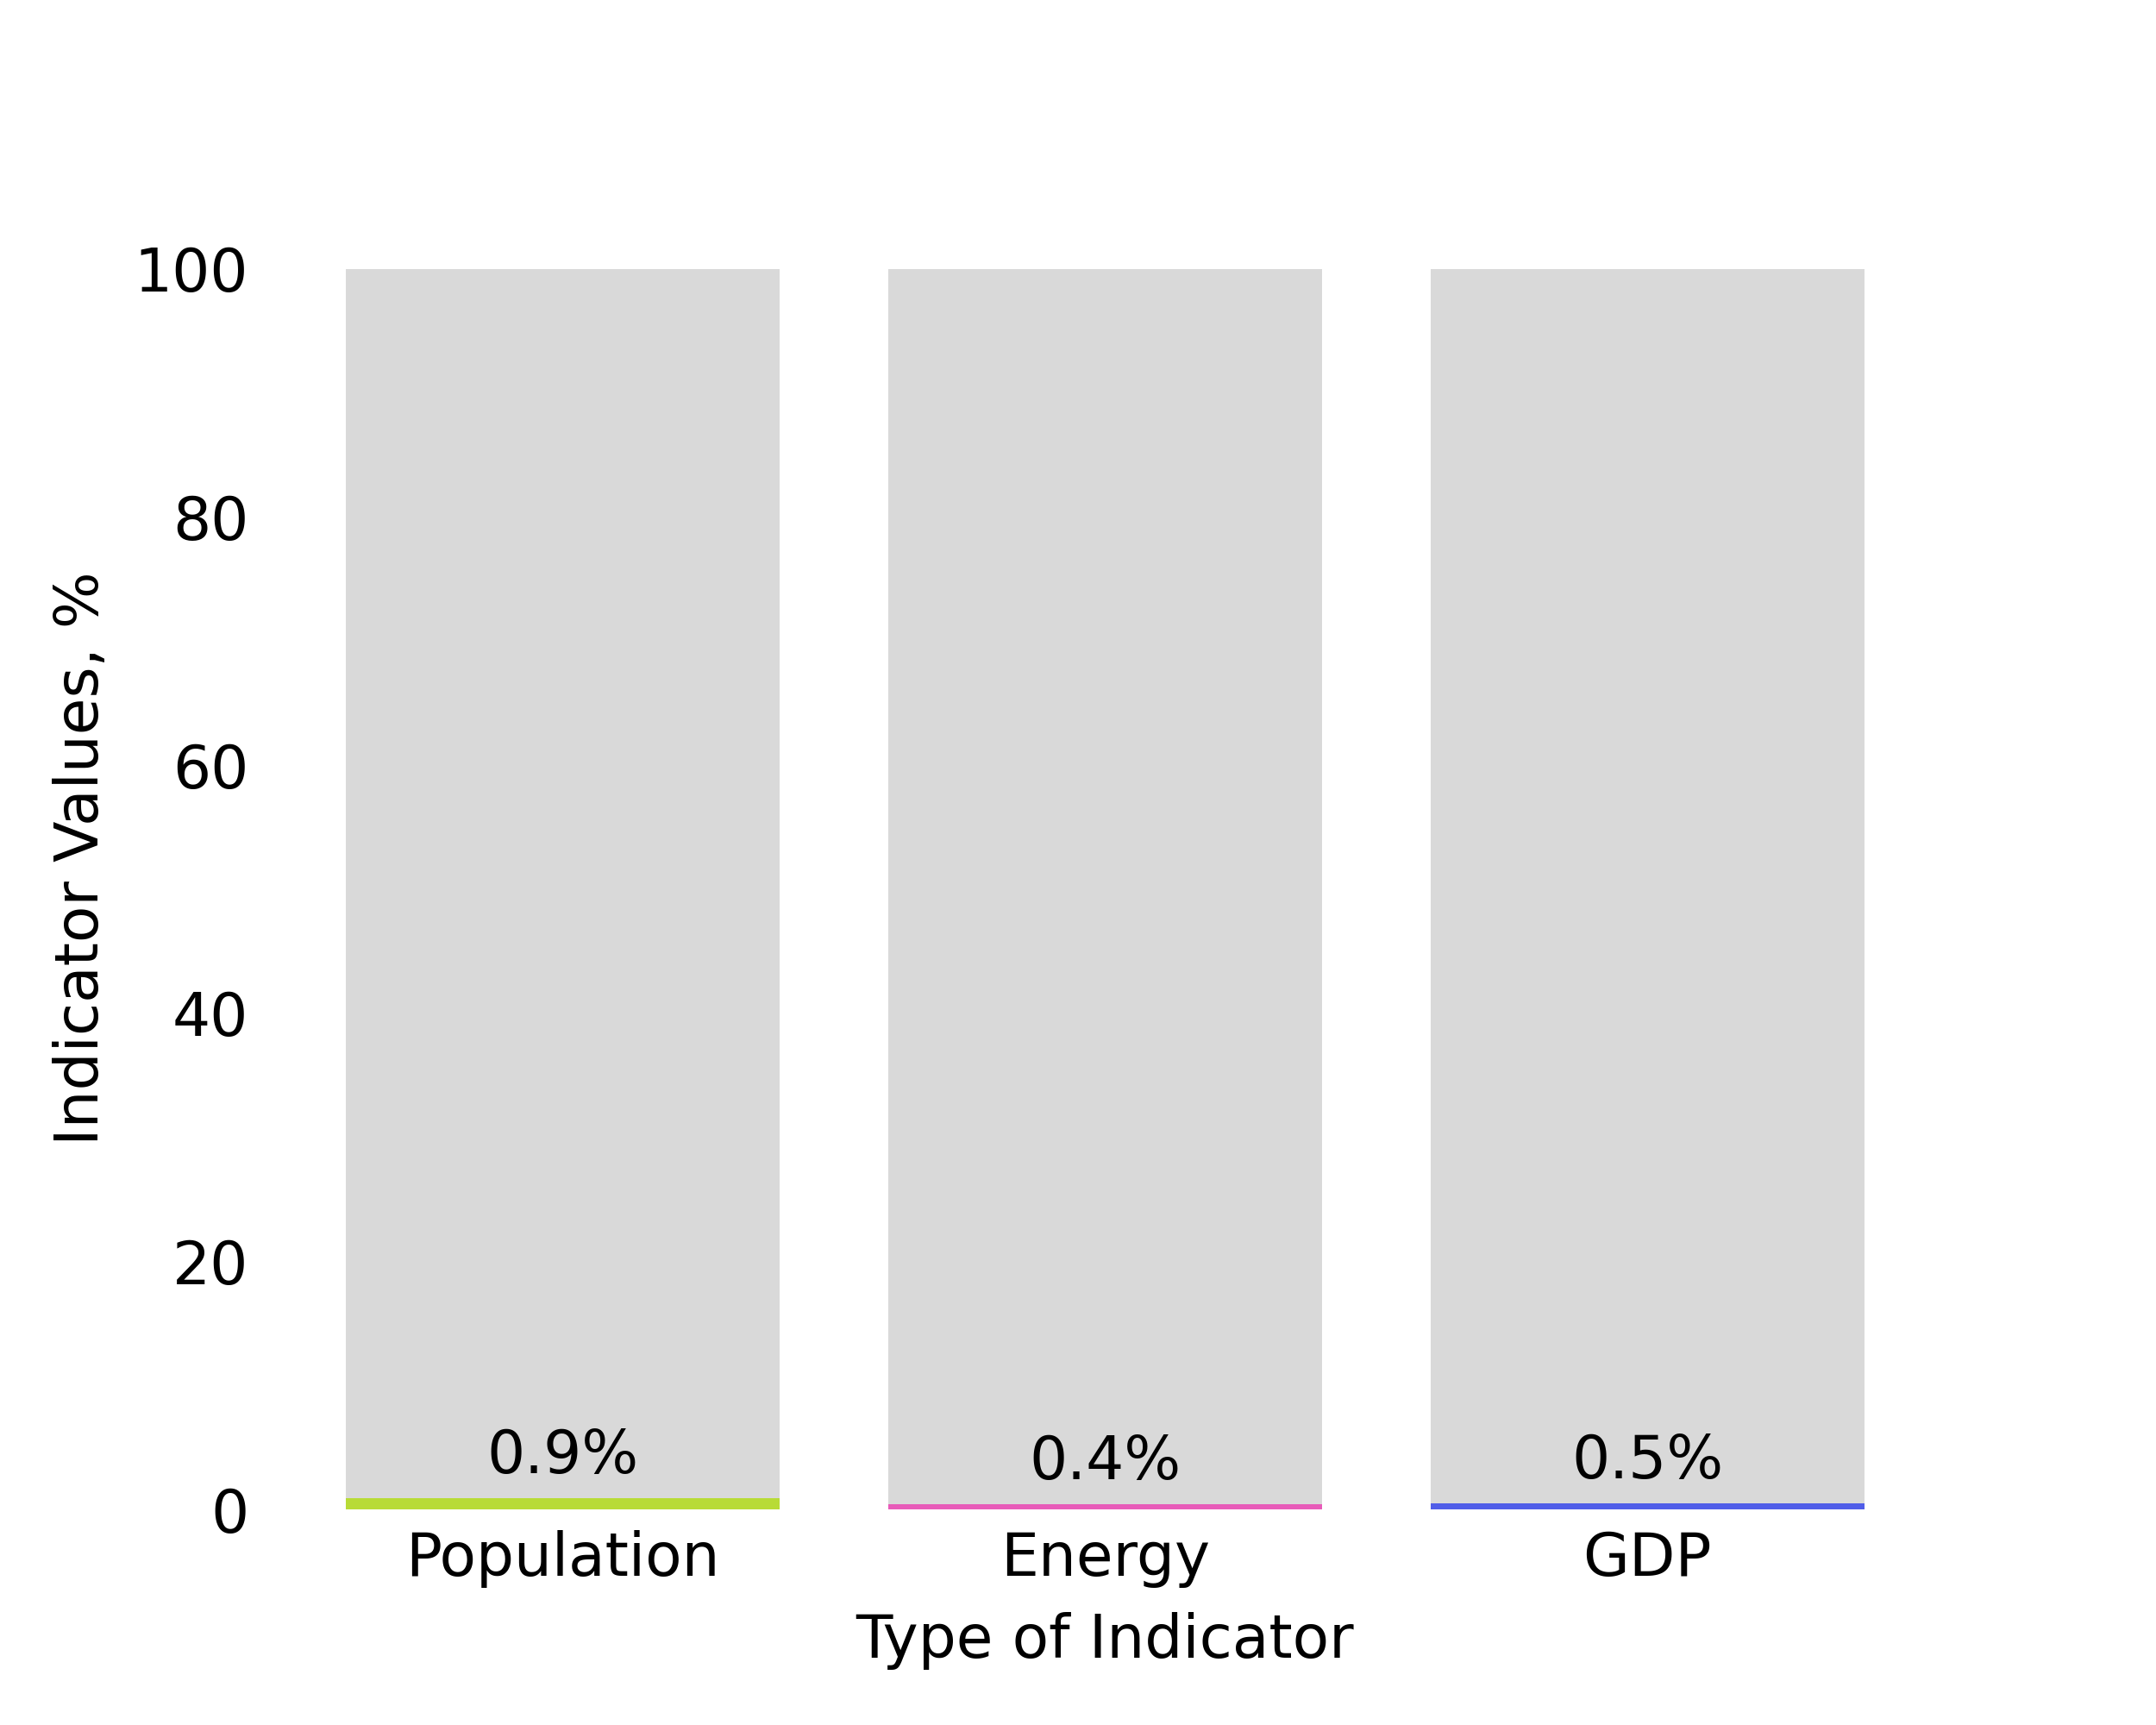 Indicator Values, %
100
80
60
40
20
0
0.9%
0.4%
0.5%
Population
Energy
GDP
Type of Indicator